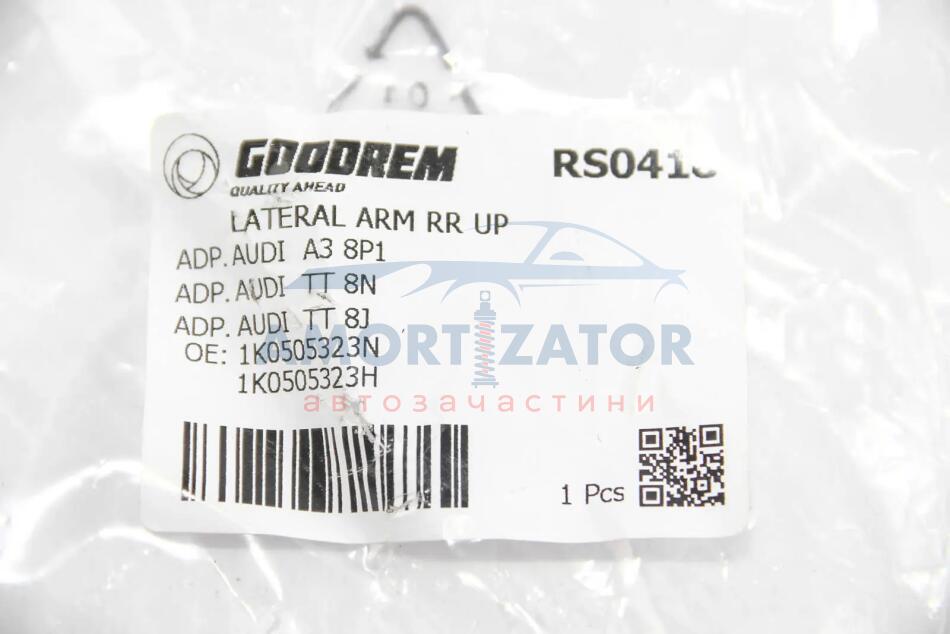 GOODREM
QUALITY AHEAD
LATERAL ARM RR UP
ADP. AUDI A3 8P1
ADP. AUDI TT 8N
ADP. AUDI TT 8J
OE: 1K0505323N
1K0505323H
AMORTIZATOR
автозачастини
1 Pcs